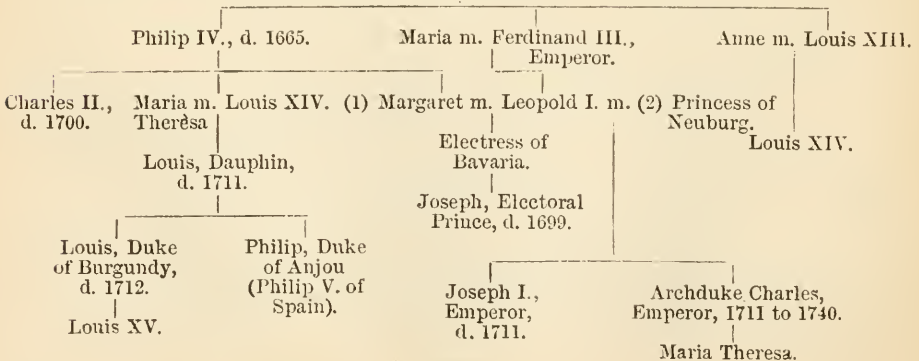 Philip IV., d. 1665. Maria m. Ferdinand III., Anne m. Louis XIII.
Emperor.
Charles II., Maria m. Louis XIV. (1) Margaret m. Leopold I. m. (2) Princess of
d. 1700. Therèsa Neuburg.
Electress of Louis XIV.
Bavaria.
Louis, Dauphin,
d. 1711.
Joseph, Electoral
Prince, d. 1699.
Louis, Duke Philip, Duke
of Burgundy, of Anjou
d. 1712. (Philip V. of
Spain).
Louis XV.
Joseph I., Archduke Charles,
Emperor, Emperor, 1711 to 1740.
d. 1711.
Maria Theresa.